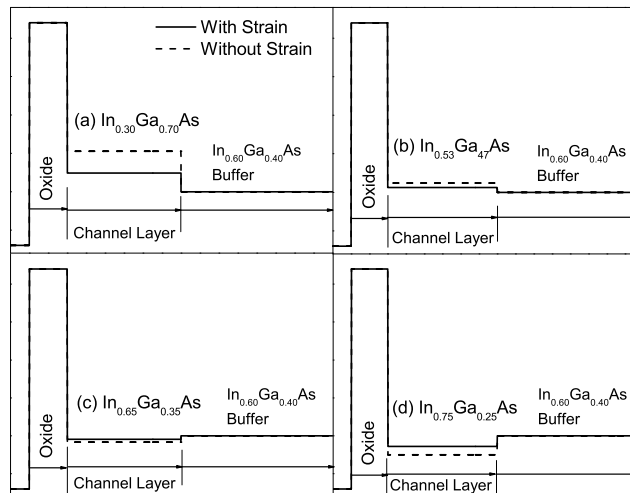 With Strain
Without Strain
(a) In0.30Ga0.70As
In0.60Ga0.40As
Buffer
Oxide
Channel Layer
(b) In0.53Ga47As
In0.60Ga0.40As
Buffer
Oxide
Channel Layer
(c) In0.65Ga0.35As
In0.60Ga0.40As
Buffer
Oxide
Channel Layer
(d) In0.75Ga0.25As
In0.60Ga0.40As
Buffer
Oxide
Channel Layer